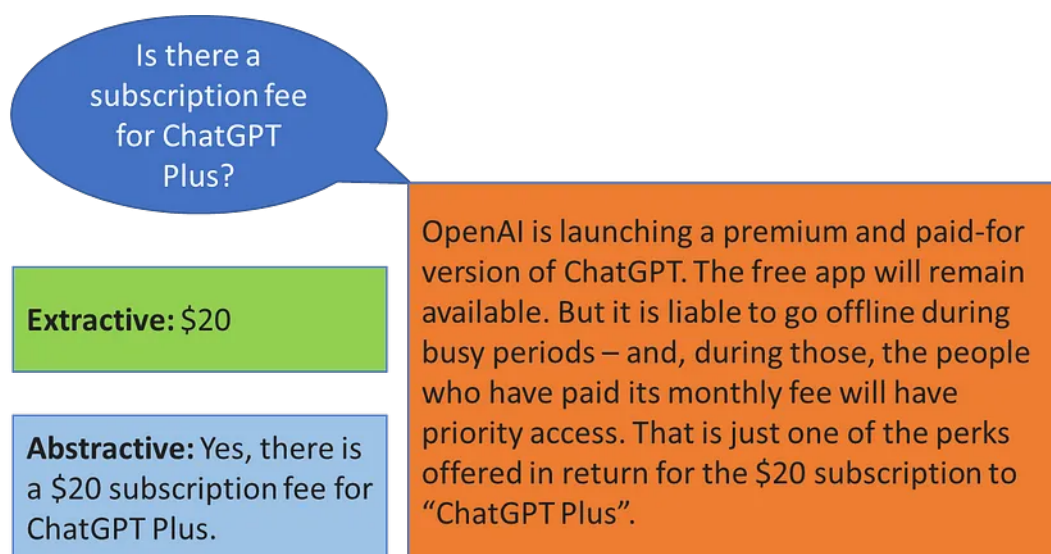 Is there a
subscription fee
for ChatGPT
Plus?
Extractive: $20
Abstractive: Yes, there is
a $20 subscription fee for
ChatGPT Plus.
OpenAI is launching a premium and paid-for
version of ChatGPT. The free app will remain
available. But it is liable to go offline during
busy periods – and, during those, the people
who have paid its monthly fee will have
priority access. That is just one of the perks
offered in return for the $20 subscription to
“ChatGPT Plus”.